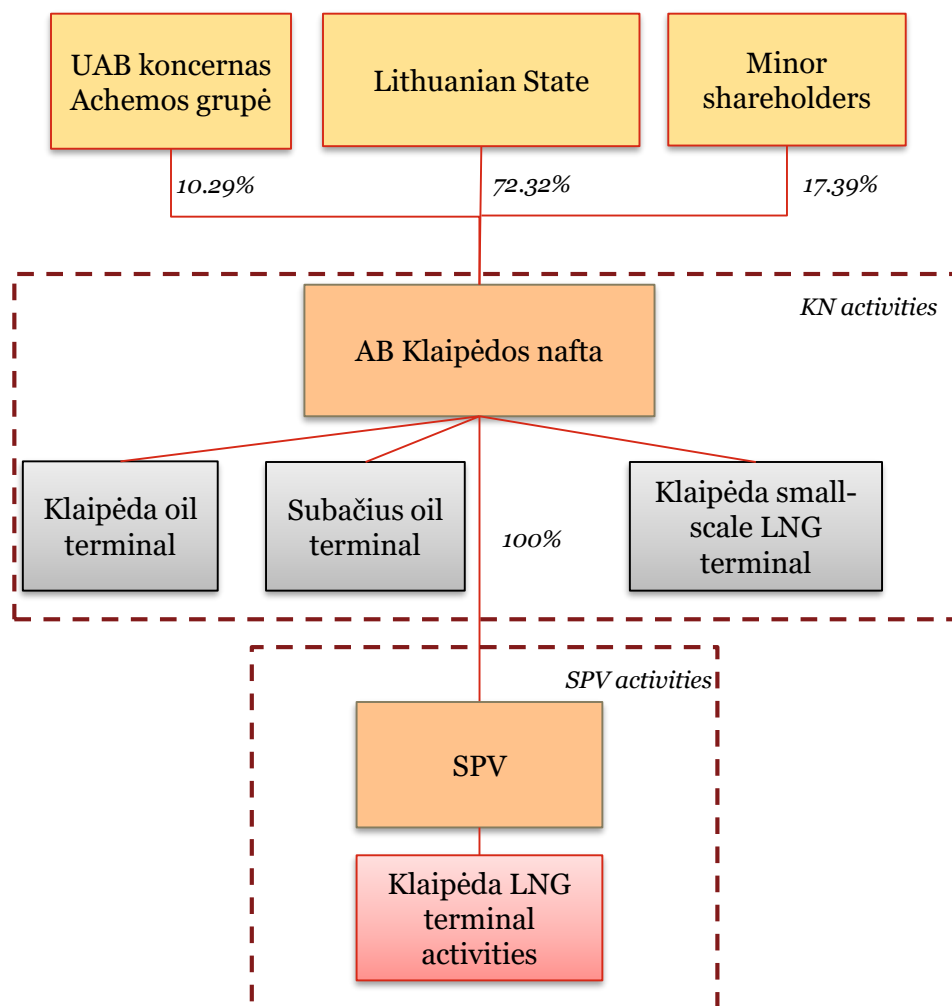 UAB koncernas
Achemos grupė
Lithuanian State
Minor
shareholders
10.29%
72.32%
17.39%
KN activities
AB Klaipėdos nafta
Klaipėda oil
terminal
Subačius oil
terminal
Klaipėda small-
scale LNG
terminal
100%
SPV activities
SPV
Klaipėda LNG
terminal
activities